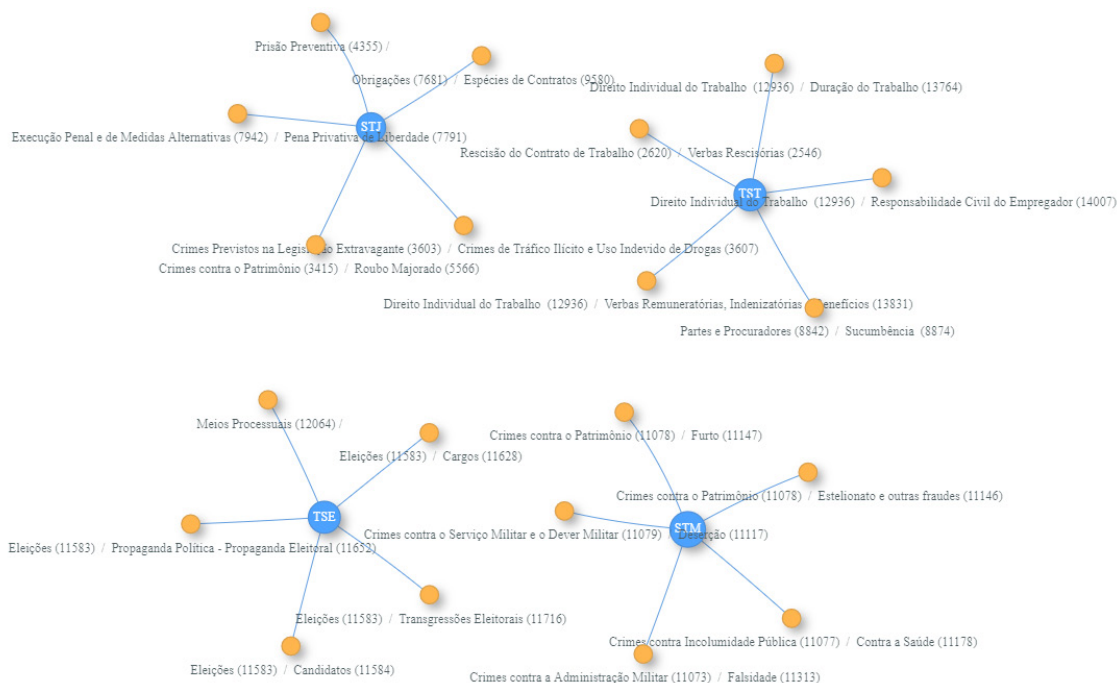 Prisão Preventiva (4355) /
Obrigações (7681) / Espécies de Contratos (9580)
STJ
Execução Penal e de Medidas Alternativas (7942) / Pena Privativa de Liberdade (7791)
Crimes Previstos na Legislação Extravagante (3603) / Crimes de Tráfico Ilícito e Uso Indevido de Drogas (3607)
Crimes contra o Patrimônio (3415) / Roubo Majorado (5566)
Direito Individual do Trabalho (12936) / Duração do Trabalho (13764)
Rescisão do Contrato de Trabalho (2620) / Verbas Rescisórias (2546)
TST
Direito Individual do Trabalho (12936) / Responsabilidade Civil do Empregador (14007)
Direito Individual do Trabalho (12936) / Verbas Remuneratórias, Indenizatórias e Benefícios (13831)
Partes e Procuradores (8842) / Sucumbência (8874)
Meios Processuais (12064) /
Eleições (11583) / Cargos (11628)
TSE
Eleições (11583) / Propaganda Política - Propaganda Eleitoral (11652)
Eleições (11583) / Transgressões Eleitorais (11716)
Eleições (11583) / Candidatos (11584)
Crimes contra o Patrimônio (11078) / Furto (11147)
Crimes contra o Patrimônio (11078) / Estelionato e outras fraudes (11146)
STM
Crimes contra o Serviço Militar e o Dever Militar (11079) / Deserção (11117)
Crimes contra Incolumidade Pública (11077) / Contra a Saúde (11178)
Crimes contra a Administração Militar (11073) / Falsidade (11313)